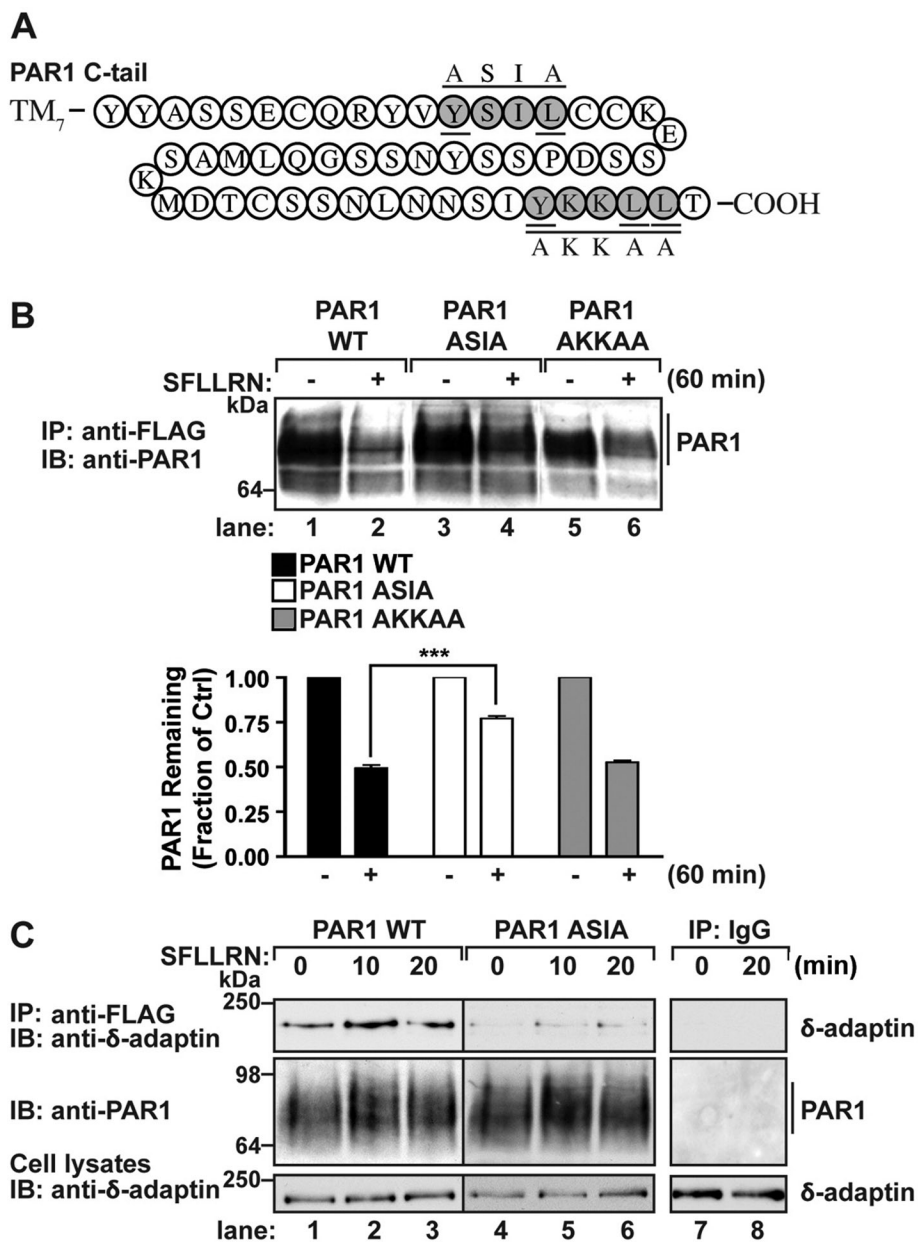 A
PAR1 C-tail
A S I A
TM7 – Y Y A S S E C Q R Y V Y S I L C C K
E
S A M L Q G S S N Y S S P D S S
K
M D T C S S N L N N S I Y K K L L T –COOH
A K K A A
B
PAR1 WT PAR1 ASIA PAR1 AKKAA
SFLLRN: - + - + - + (60 min)
kDa
IP: anti-FLAG
IB: anti-PAR1
PAR1
64
lane: 1 2 3 4 5 6
PAR1 WT
PAR1 ASIA
PAR1 AKKAA
***
PAR1 Remaining
(Fraction of Ctrl)
1.00
0.75
0.50
0.25
0.00
- + - + - + (60 min)
C
PAR1 WT PAR1 ASIA IP: IgG
SFLLRN: 0 10 20 0 10 20 0 20 (min)
kDa
250
IP: anti-FLAG
IB: anti-δ-adaptin
δ-adaptin
98
IB: anti-PAR1
PAR1
64
Cell lysates
250
IB: anti-δ-adaptin
δ-adaptin
lane: 1 2 3 4 5 6 7 8